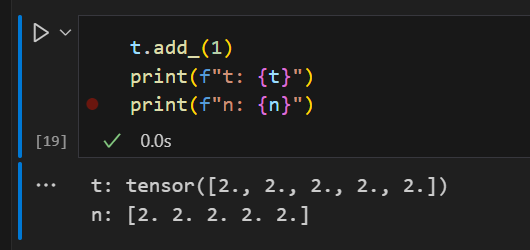 t.add_(1)
print(f"t: {t}")
print(f"n: {n}")
[19]
0.0s
t: tensor([2., 2., 2., 2., 2.])
n: [2. 2. 2. 2. 2.]